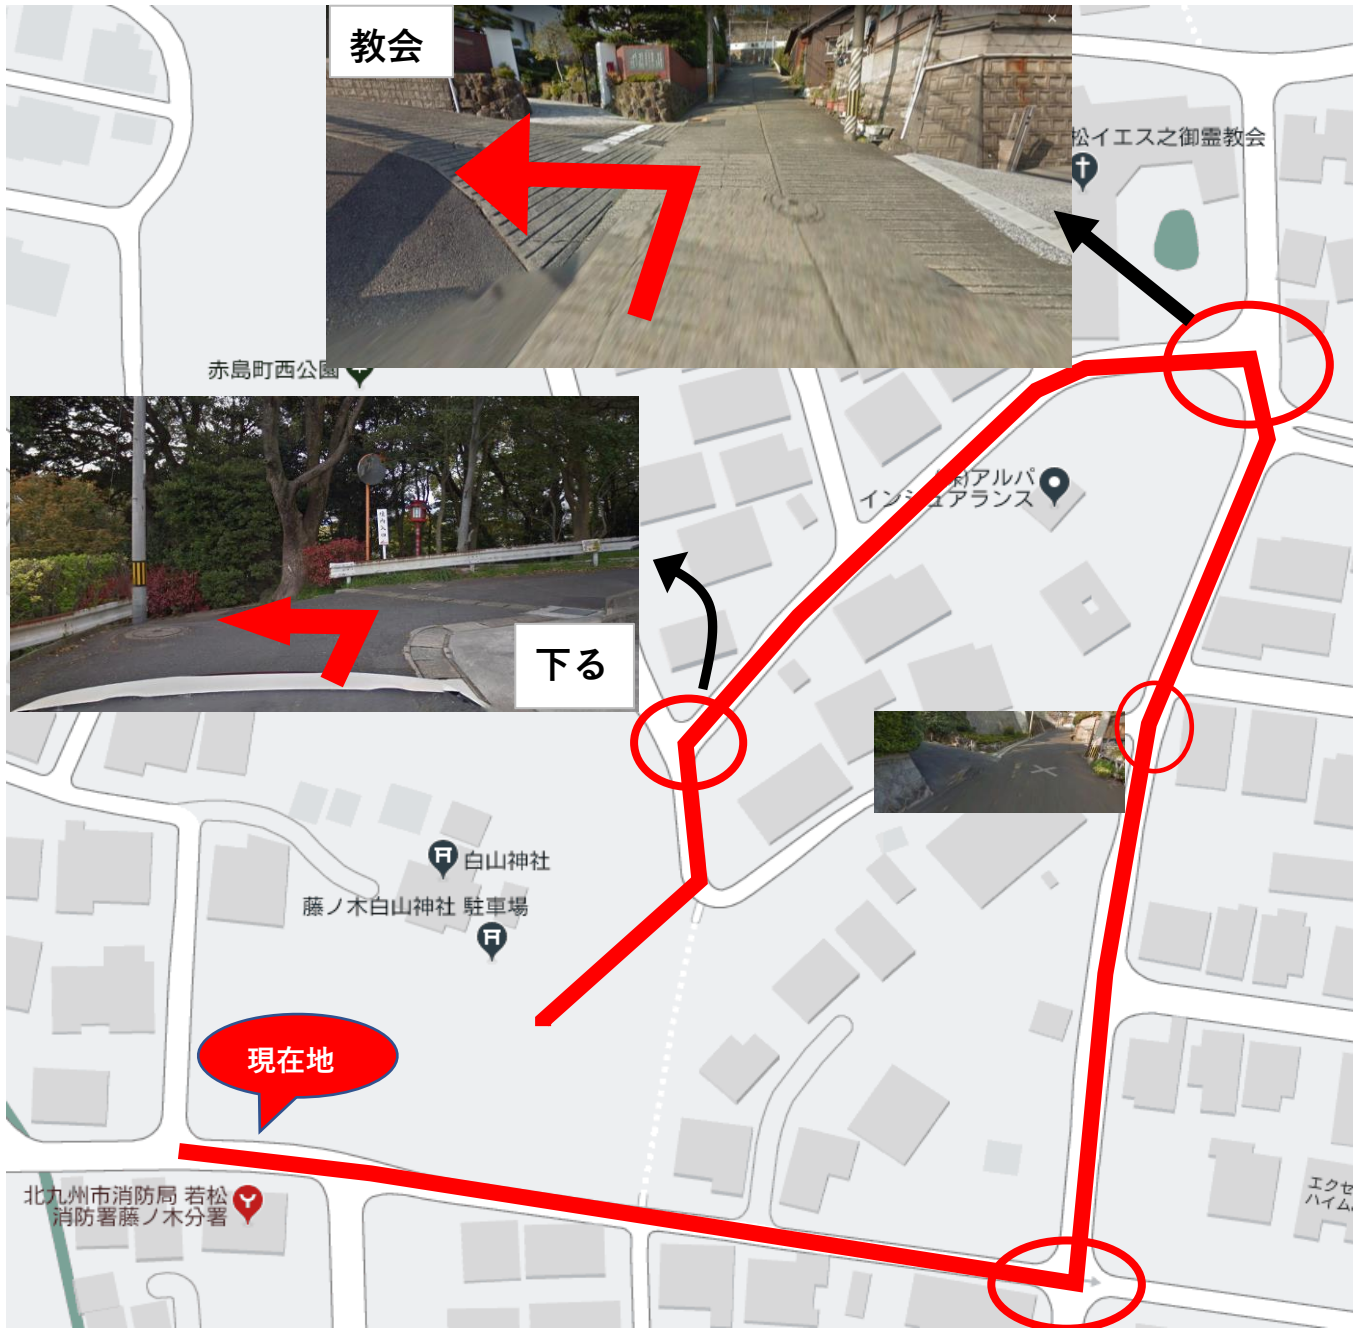 教会
松イエス之御霊教会
赤島町西公園
アルパ
インシュアランス
下る
白山神社
藤ノ木白山神社 駐車場
現在地
北九州市消防局 若松
消防署藤ノ木分署
エクセ
ハイム